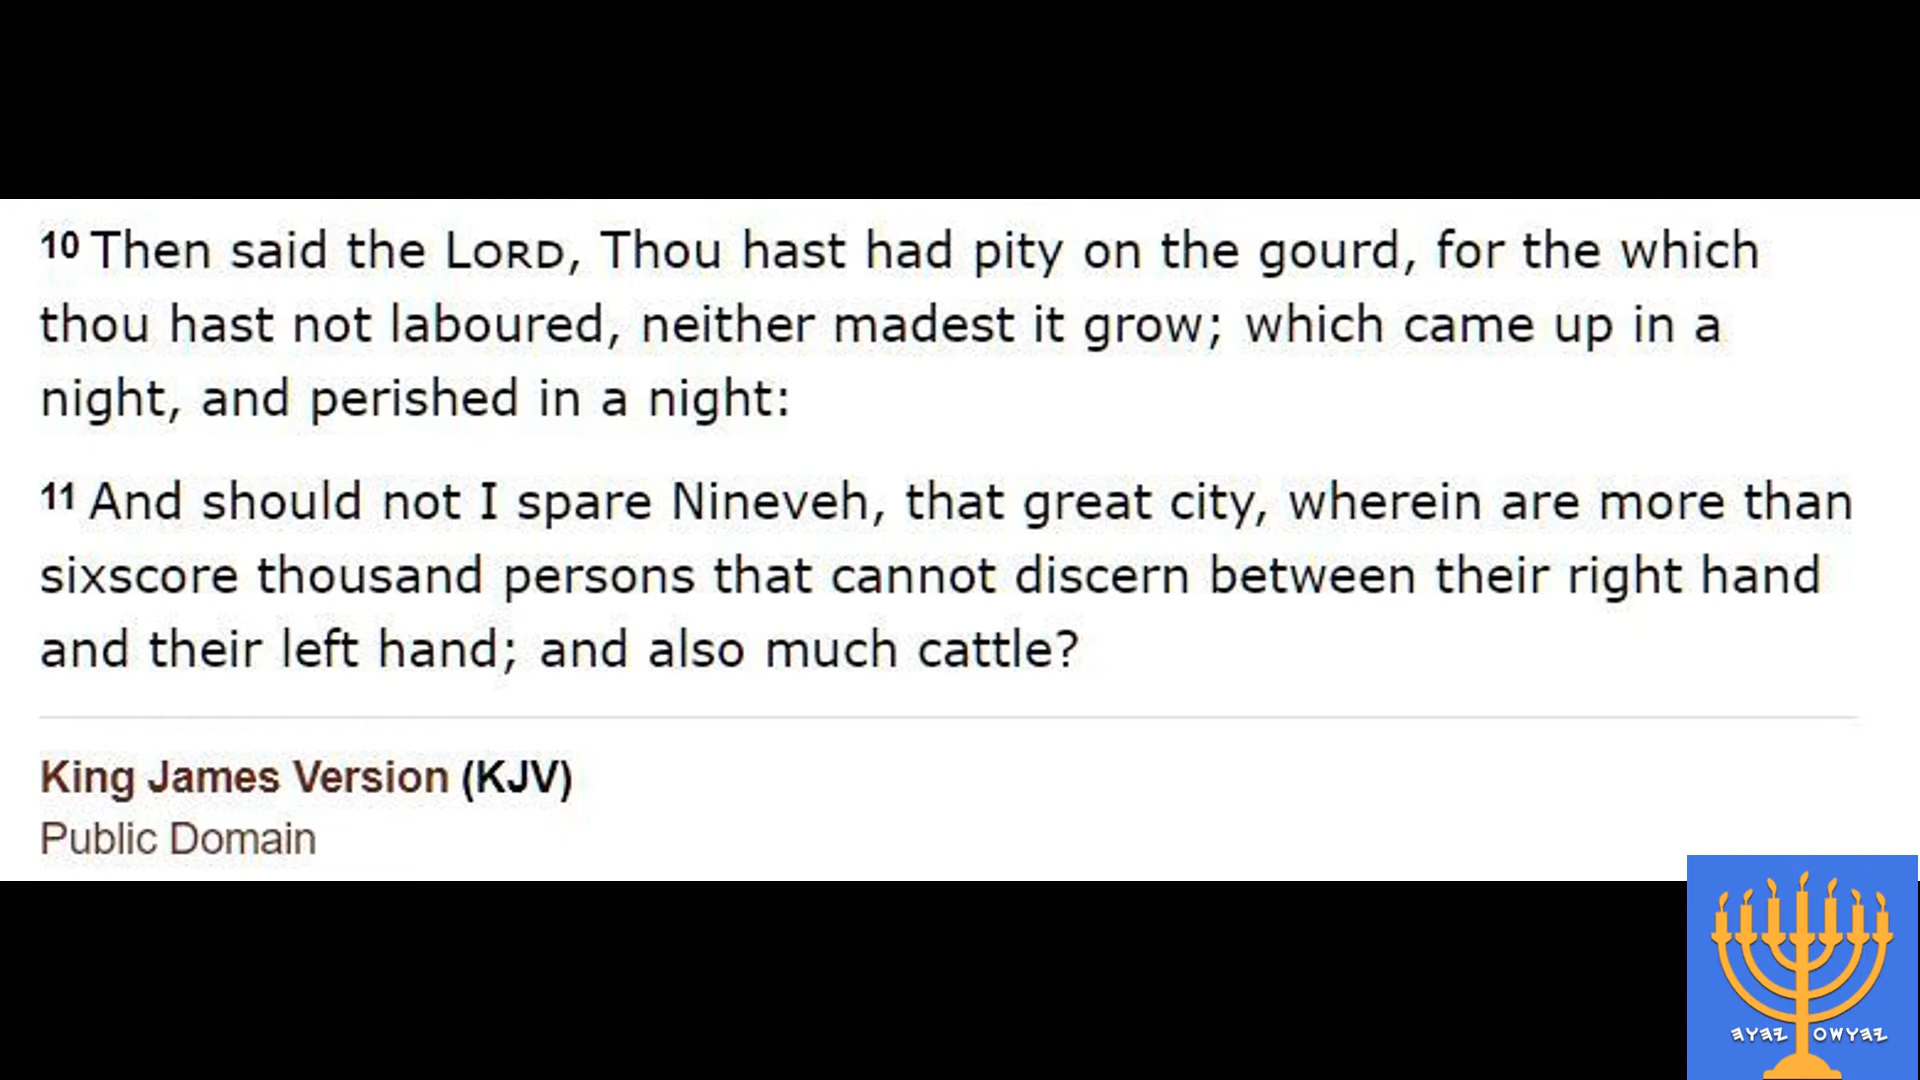 10 Then said the LORD, Thou hast had pity on the gourd, for the which
thou hast not laboured, neither madest it grow; which came up in a
night, and perished in a night:
11 And should not I spare Nineveh, that great city, wherein are more than
sixscore thousand persons that cannot discern between their right hand
and their left hand; and also much cattle?
King James Version (KJV)
Public Domain
𐤉𐤄𐤅𐤄 𐤉𐤄𐤅𐤔𐤏